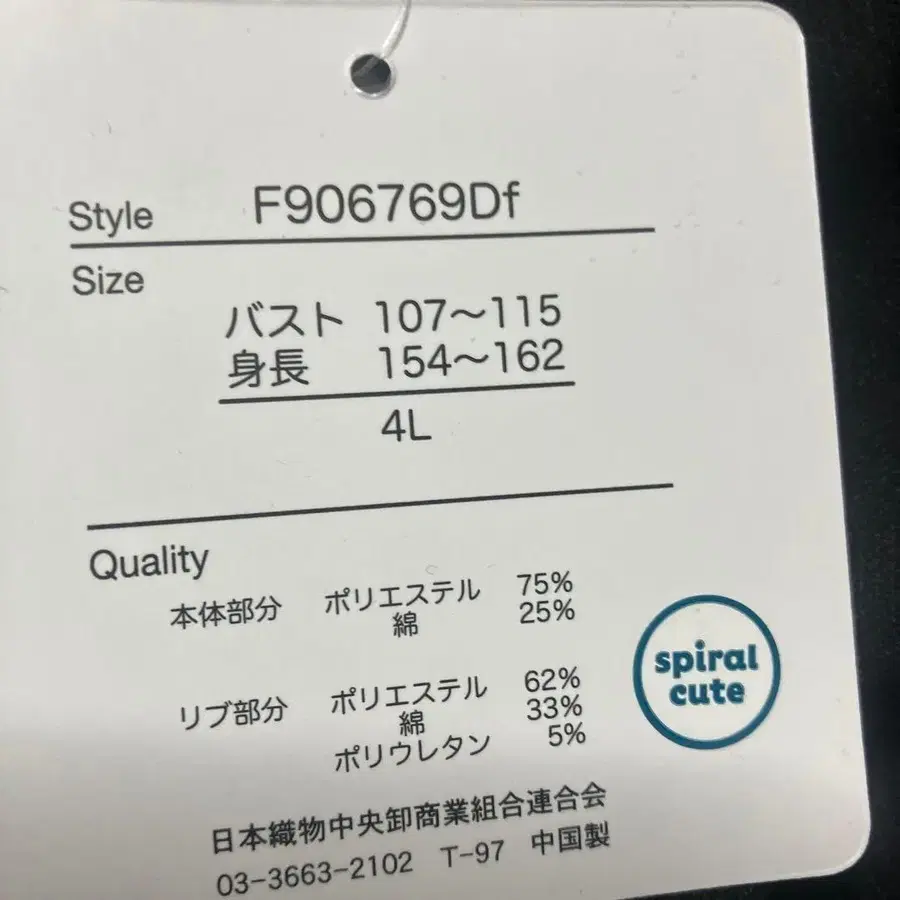 Style F906769Df
Size
バスト 107〜115
身長 154〜162
4L
Quality
本体部分 ポリエステル 75%
綿 25%
リブ部分 ポリエステル 62%
綿 33%
ポリウレタン 5%
spiral
cute
日本織物中央卸商業組合連合会
03-3663-2102 T-97 中国製